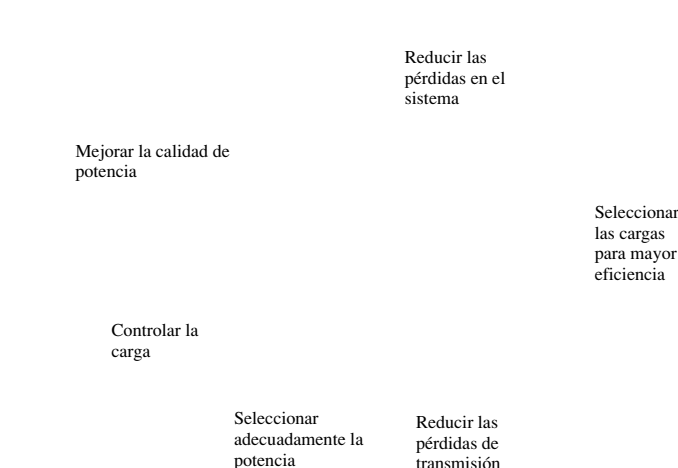 Reducir las
pérdidas en el
sistema
Mejorar la calidad de
potencia
Seleccionar
las cargas
para mayor
eficiencia
Controlar la
carga
Seleccionar
adecuadamente la
potencia
Reducir las
pérdidas de
transmisión